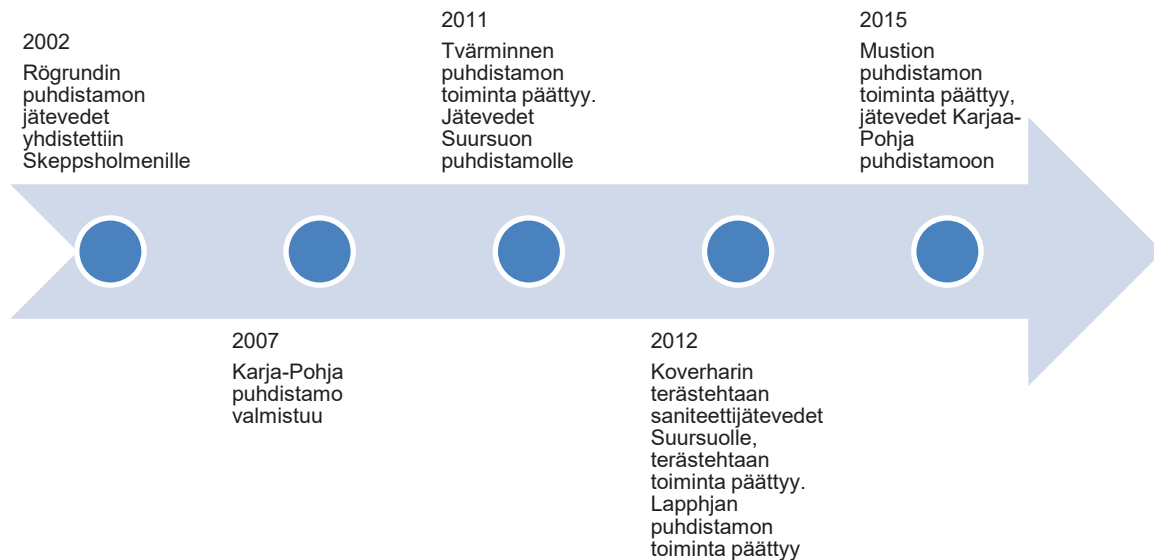 2002
Rögrundin
puhdistamon
jätevedet
yhdistettiin
Skeppsholmenille
2007
Karja-Pohja
puhdistamo
valmistuu
2011
Tvärminnen
puhdistamon
toiminta päättyy.
Jätevedet
Suursuon
puhdistamolle
2012
Koverharin
terästehtaan
saniteettijätevedet
Suursuolle,
terästehtaan
toiminta päättyy.
Lapphjan
puhdistamon
toiminta päättyy
2015
Mustion
puhdistamon
toiminta päättyy,
jätevedet Karjaa-
Pohja
puhdistamoon